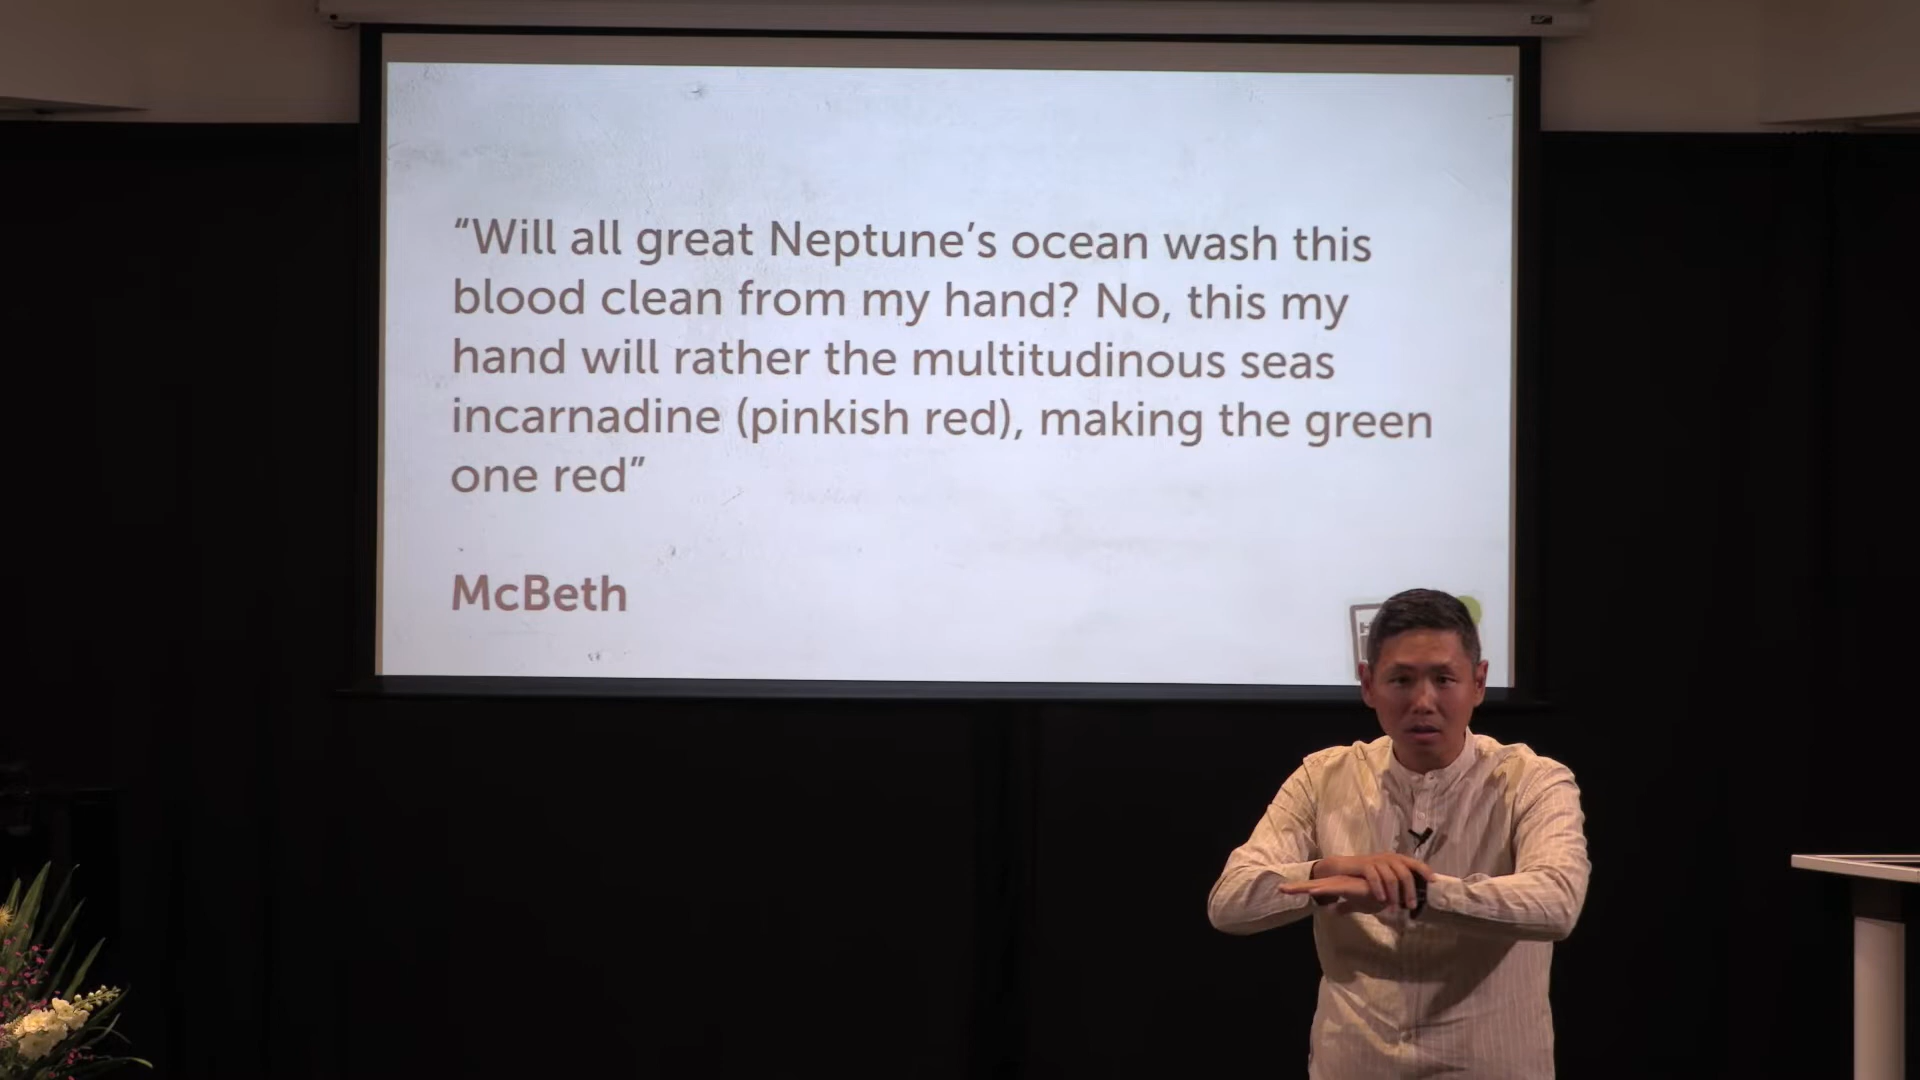 “Will all great Neptune’s ocean wash this
blood clean from my hand? No, this my
hand will rather the multitudinous seas
incarnadine (pinkish red), making the green
one red”
McBeth